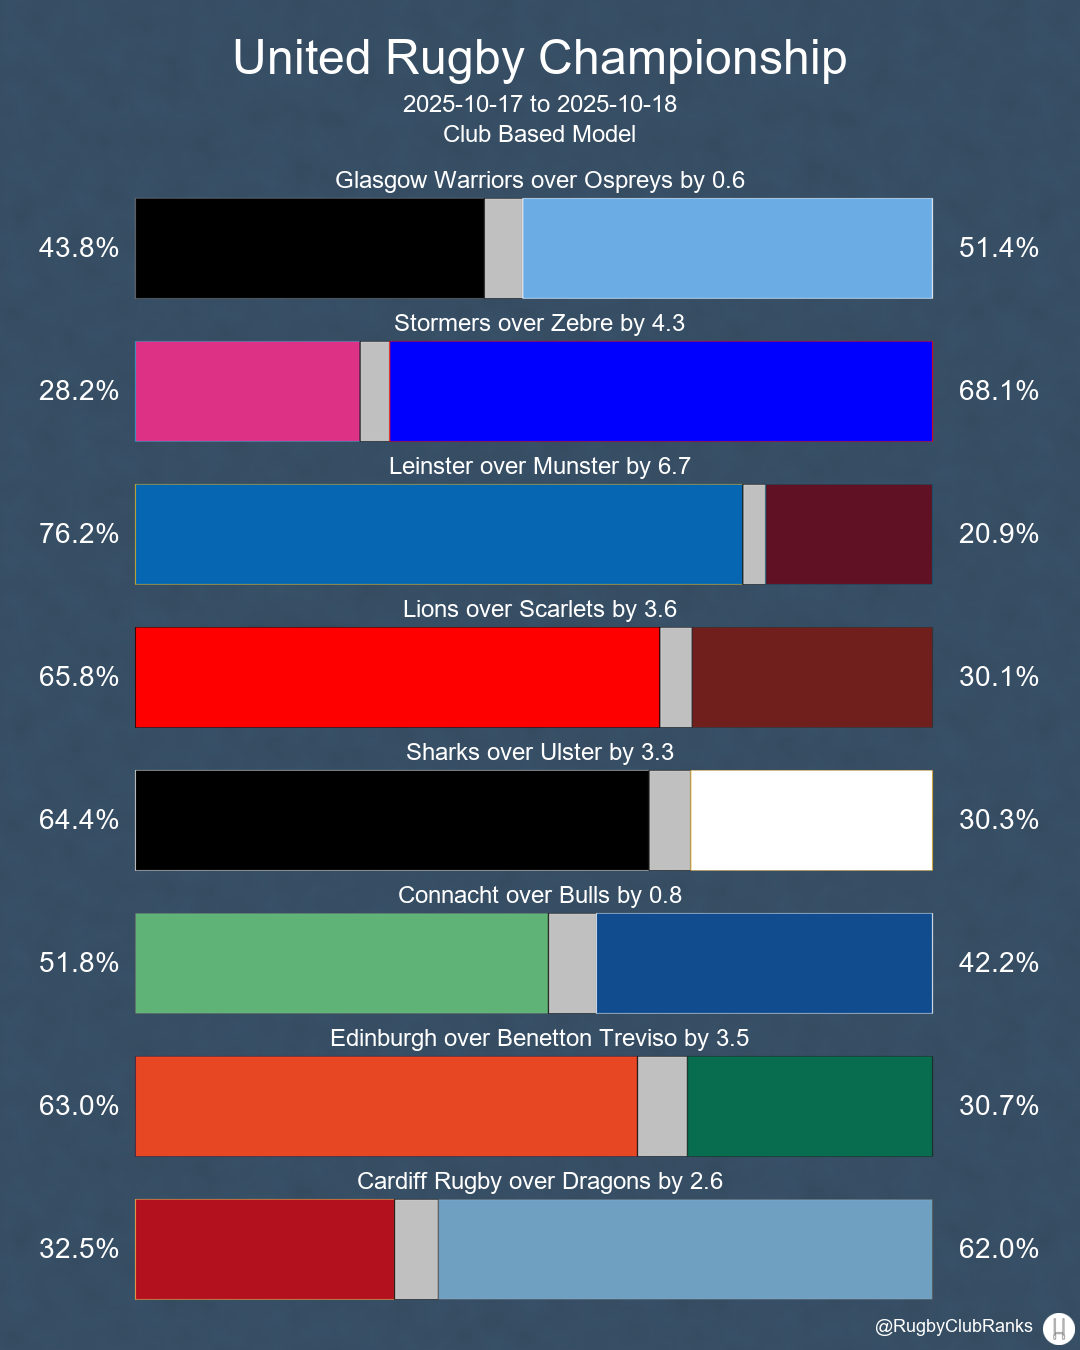 United Rugby Championship
2025-10-17 to 2025-10-18
Club Based Model
Glasgow Warriors over Ospreys by 0.6
43.8% 51.4%
Stormers over Zebre by 4.3
28.2% 68.1%
Leinster over Munster by 6.7
76.2% 20.9%
Lions over Scarlets by 3.6
65.8% 30.1%
Sharks over Ulster by 3.3
64.4% 30.3%
Connacht over Bulls by 0.8
51.8% 42.2%
Edinburgh over Benetton Treviso by 3.5
63.0% 30.7%
Cardiff Rugby over Dragons by 2.6
32.5% 62.0%
@RugbyClubRanks